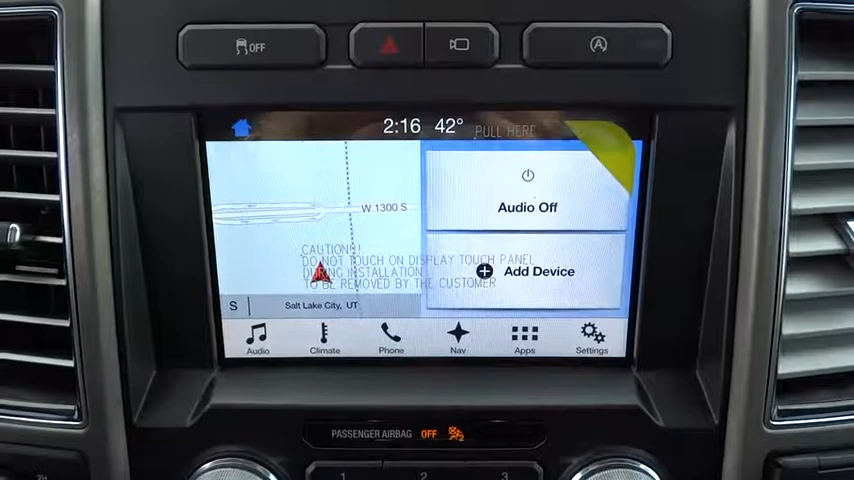 OFF
A
2:16 42°
PULL HERE
W 1300 S
Audio Off
CAUTION!!
DO NOT TOUCH ON DISPLAY TOUCH PANEL
DURING INSTALLATION
TO BE REMOVED BY THE CUSTOMER
Add Device
S
Salt Lake City, UT
Audio Climate Phone Nav Apps Settings
PASSENGER AIRBAG OFF
1 2 3